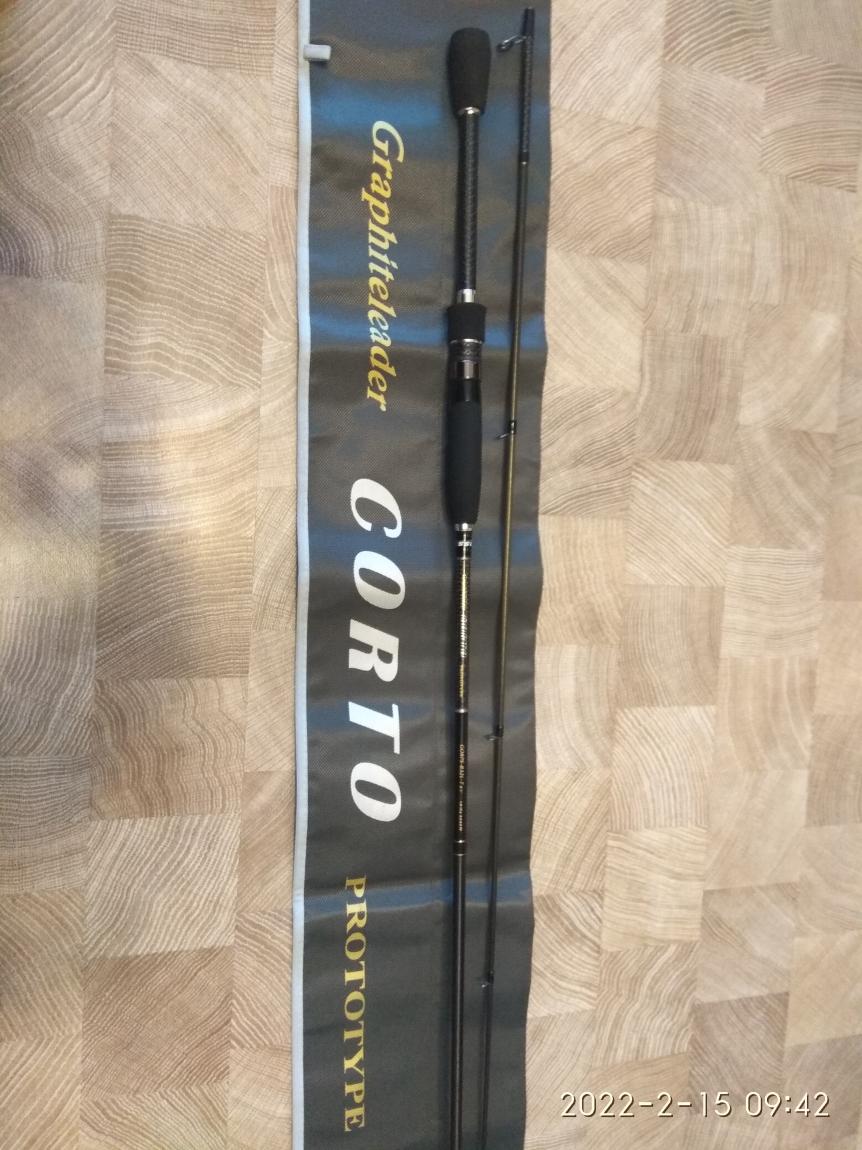 Graphiteleader
CORTO
PROTOTYPE
2022-2-15 09:42